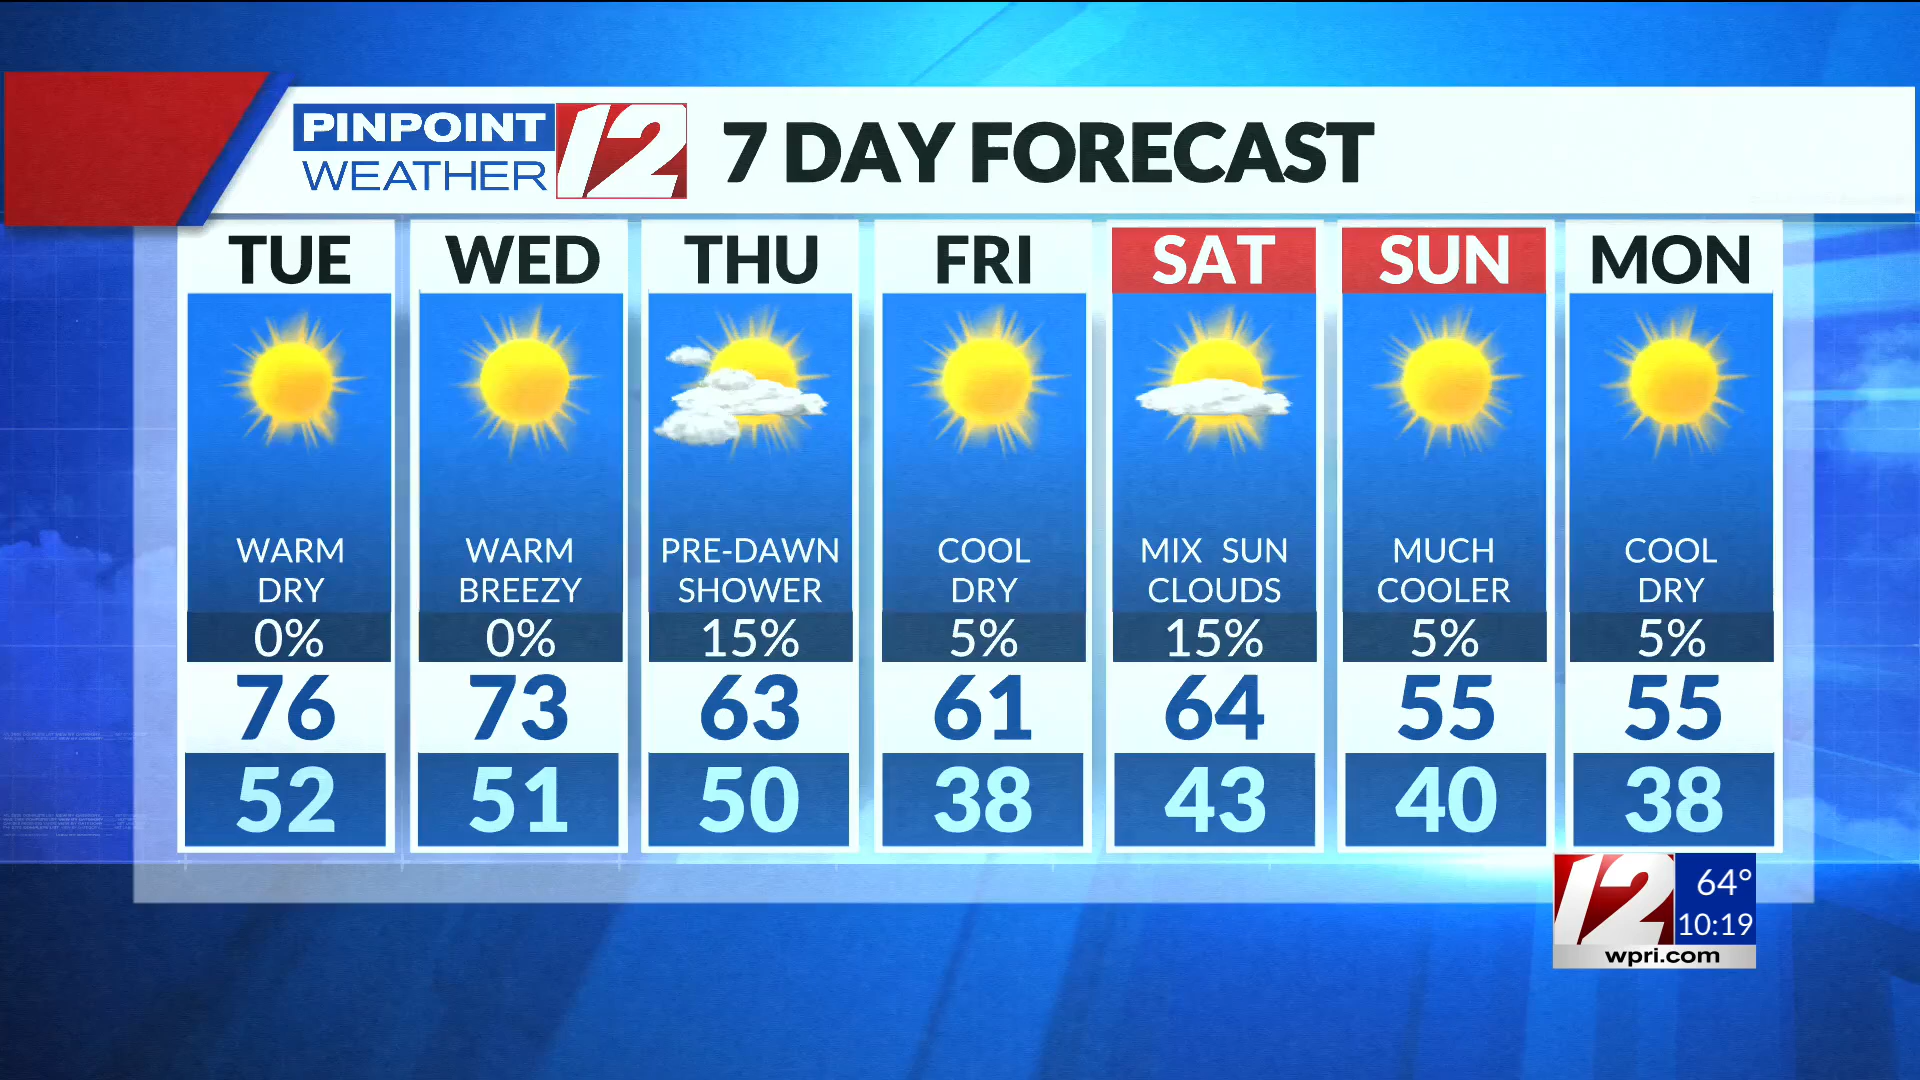 PINPOINT
WEATHER
12
7 DAY FORECAST
TUE WED THU FRI SAT SUN MON
WARM DRY
WARM BREEZY
PRE-DAWN SHOWER
COOL DRY
MIX SUN CLOUDS
MUCH COOLER
COOL DRY
0% 0% 15% 5% 15% 5% 5%
76 73 63 61 64 55 55
52 51 50 38 43 40 38
12
64°
10:19
wpri.com